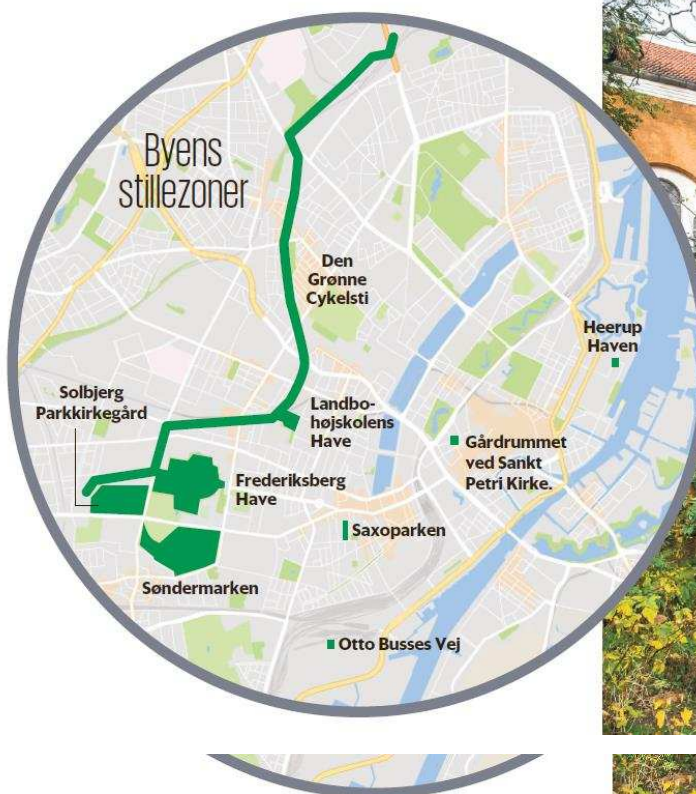 Byens
stillezoner
Den
Grønne
Cykelsti
Heerup
Haven
Solbjerg
Parkkirkegård
Landbo-
højskolens
Have
Gårdrummet
ved Sankt
Petri Kirke.
Frederiksberg
Have
Saxoparken
Søndermarken
Otto Busses Vej